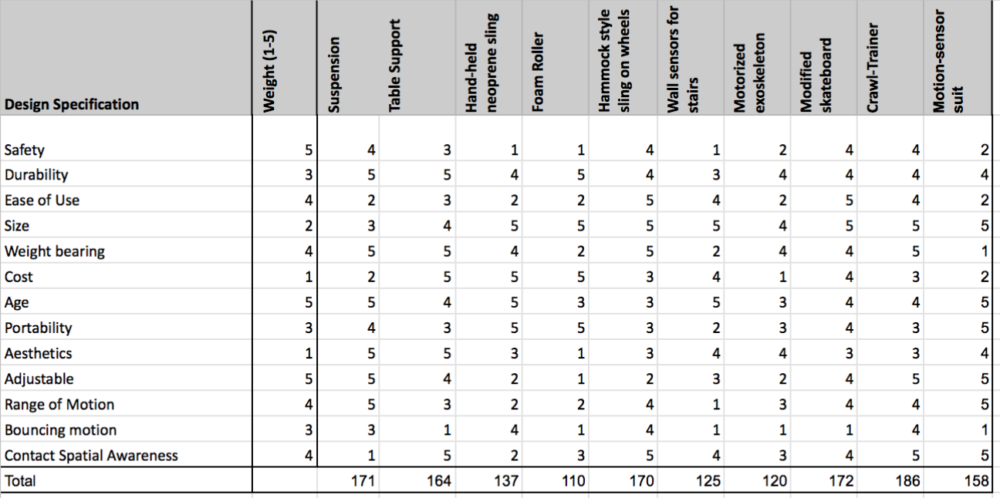 Design Specification Weight (1-5) Suspension Table Support Hand-held neoprene sling Foam Roller Hammock style sling on wheels Wall sensors for stairs Motorized exoskeleton Modified skateboard Crawl-Trainer Motion-sensor suit
Safety 5 4 3 1 1 4 1 2 4 4 2
Durability 3 5 5 4 5 4 3 4 4 4 4
Ease of Use 4 2 3 2 2 5 4 2 5 4 2
Size 2 3 4 5 5 5 5 4 5 5 5
Weight bearing 4 5 5 4 2 5 2 4 4 5 1
Cost 1 2 5 5 5 3 4 1 4 3 2
Age 5 5 4 5 3 3 5 3 4 4 5
Portability 3 4 3 5 5 3 2 3 4 3 5
Aesthetics 1 5 5 3 1 3 4 4 3 3 4
Adjustable 5 5 4 2 1 2 3 2 4 5 5
Range of Motion 4 5 3 2 2 4 1 3 4 4 5
Bouncing motion 3 3 1 4 1 4 1 1 1 4 1
Contact Spatial Awareness 4 1 5 2 3 5 4 3 4 5 5
Total 171 164 137 110 170 125 120 172 186 158